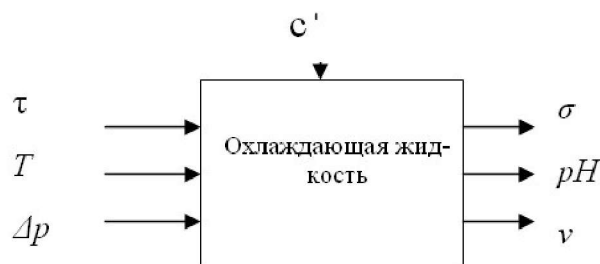 c'
τ
T
Δp
Охлаждающая жид-
кость
σ
pH
ν